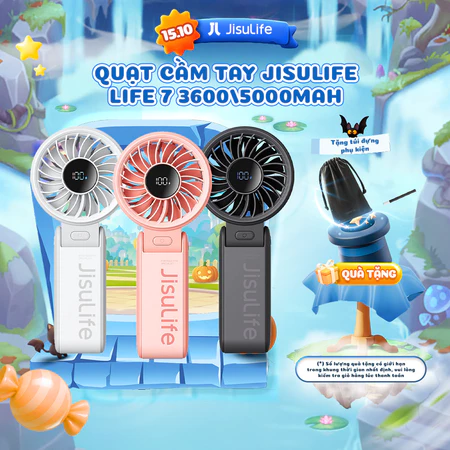 15.10
JisuLife
QUẠT CẦM TAY JISULIFE
LIFE 7 3600\5000MAH
Tặng túi đựng
phụ kiện
100
100
100
JisuLife
JisuLife
JisuLife
QUÀ TẶNG
(*) Số lượng quà tặng có giới hạn
trong khung thời gian nhất định, vui lòng
kiểm tra giỏ hàng lúc thanh toán